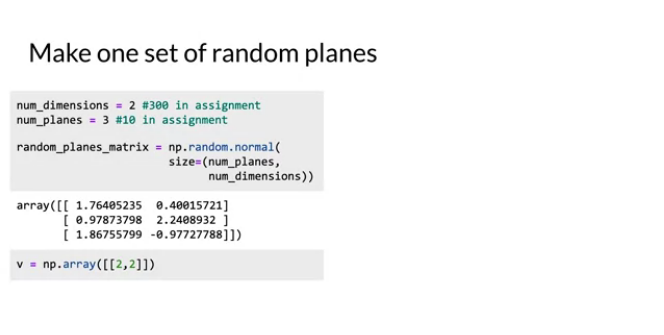 Make one set of random planes
num_dimensions = 2 #300 in assignment
num_planes = 3 #10 in assignment
random_planes_matrix = np.random.normal(
size=(num_planes,
num_dimensions))
array([[ 1.76405235 0.40015721]
[ 0.97873798 2.2408932 ]
[ 1.86755799 -0.97727788]])
v = np.array([[2,2]])